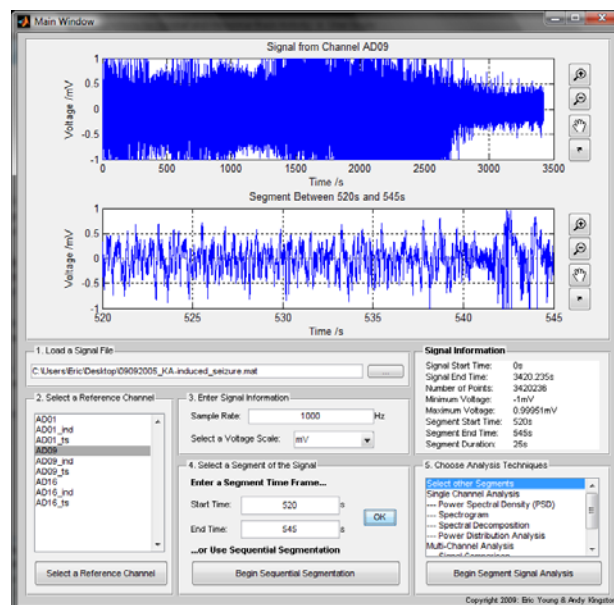 Main Window
Signal from Channel AD09
Voltage /mV
1
0.5
0
-0.5
-1
0 500 1000 1500 2000 2500 3000 3500
Time /s
Segment Between 520s and 545s
Voltage /mV
1
0.5
0
-0.5
-1
520 525 530 535 540 545
Time /s
1. Load a Signal File
C:\Users\Eric\Desktop\09092005_KA-induced_seizure.mat
...
Signal Information
Signal Start Time: 0s
Signal End Time: 3420.235s
Number of Points: 3420236
Minimum Voltage: -1mV
Maximum Voltage: 0.99951mV
Segment Start Time: 520s
Segment End Time: 545s
Segment Duration: 25s
2. Select a Reference Channel
AD01
AD01_ind
AD01_ts
AD09
AD09_ind
AD09_ts
AD16
AD16_ind
AD16_ts
Select a Reference Channel
3. Enter Signal Information
Sample Rate: 1000 Hz
Select a Voltage Scale: mV
4. Select a Segment of the Signal
Enter a Segment Time Frame...
Start Time: 520 s
OK
End Time: 545 s
...or Use Sequential Segmentation
Begin Sequential Segmentation
5. Choose Analysis Techniques
Select other Segments
Single Channel Analysis
--- Power Spectral Density (PSD)
--- Spectrogram
--- Spectral Decomposition
--- Power Distribution Analysis
Multi-Channel Analysis
Begin Segment Signal Analysis
Copyright 2009: Eric Young & Andy Kingston